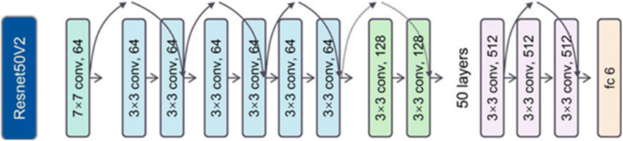 Resnet50V2
7×7 conv, 64
3×3 conv, 64
3×3 conv, 64
3×3 conv, 64
3×3 conv, 64
3×3 conv, 64
3×3 conv, 64
3×3 conv, 128
3×3 conv, 128
50 layers
3×3 conv, 512
3×3 conv, 512
3×3 conv, 512
fc 6